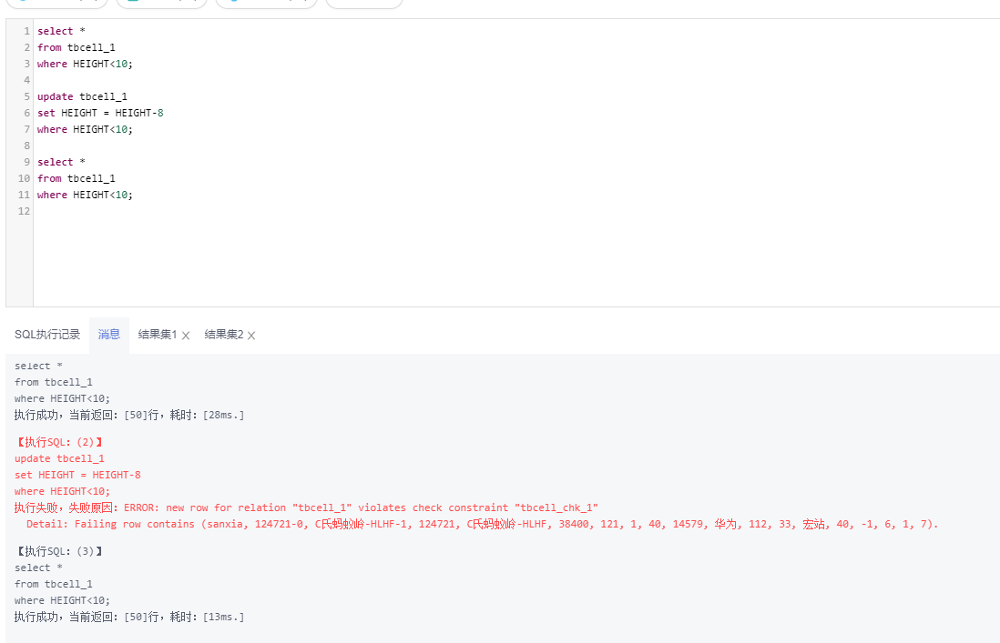 1 select *
2 from tbcell_1
3 where HEIGHT<10;
4
5 update tbcell_1
6 set HEIGHT = HEIGHT-8
7 where HEIGHT<10;
8
9 select *
10 from tbcell_1
11 where HEIGHT<10;
12
SQL执行记录 消息 结果集1 × 结果集2 ×
select *
from tbcell_1
where HEIGHT<10;
执行成功，当前返回：[50]行，耗时：[28ms.]
【执行SQL：(2)】
update tbcell_1
set HEIGHT = HEIGHT-8
where HEIGHT<10;
执行失败，失败原因：ERROR: new row for relation "tbcell_1" violates check constraint "tbcell_chk_1"
Detail: Failing row contains (sanxia, 124721-0, C氏蚂蚁岭-HLHF-1, 124721, C氏蚂蚁岭-HLHF, 38400, 121, 1, 40, 14579, 华为, 112, 33, 宏站, 40, -1, 6, 1, 7).
【执行SQL：(3)】
select *
from tbcell_1
where HEIGHT<10;
执行成功，当前返回：[50]行，耗时：[13ms.]